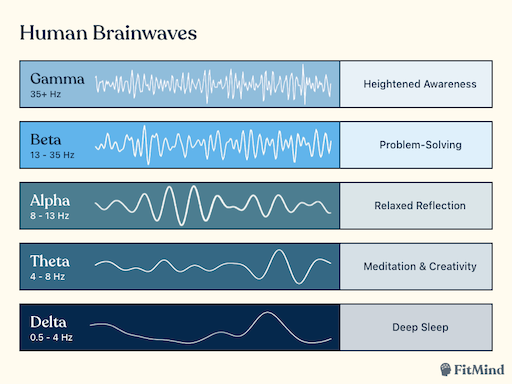 Human Brainwaves
Gamma
35+ Hz
Heightened Awareness
Beta
13 - 35 Hz
Problem-Solving
Alpha
8 - 13 Hz
Relaxed Reflection
Theta
4 - 8 Hz
Meditation & Creativity
Delta
0.5 - 4 Hz
Deep Sleep
FitMind